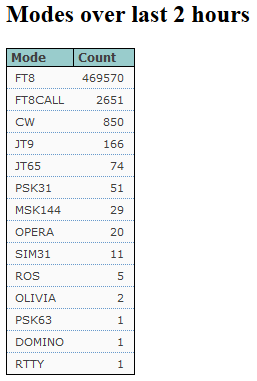 Modes over last 2 hours
Mode Count
FT8 469570
FT8CALL 2651
CW 850
JT9 166
JT65 74
PSK31 51
MSK144 29
OPERA 20
SIM31 11
ROS 5
OLIVIA 2
PSK63 1
DOMINO 1
RTTY 1